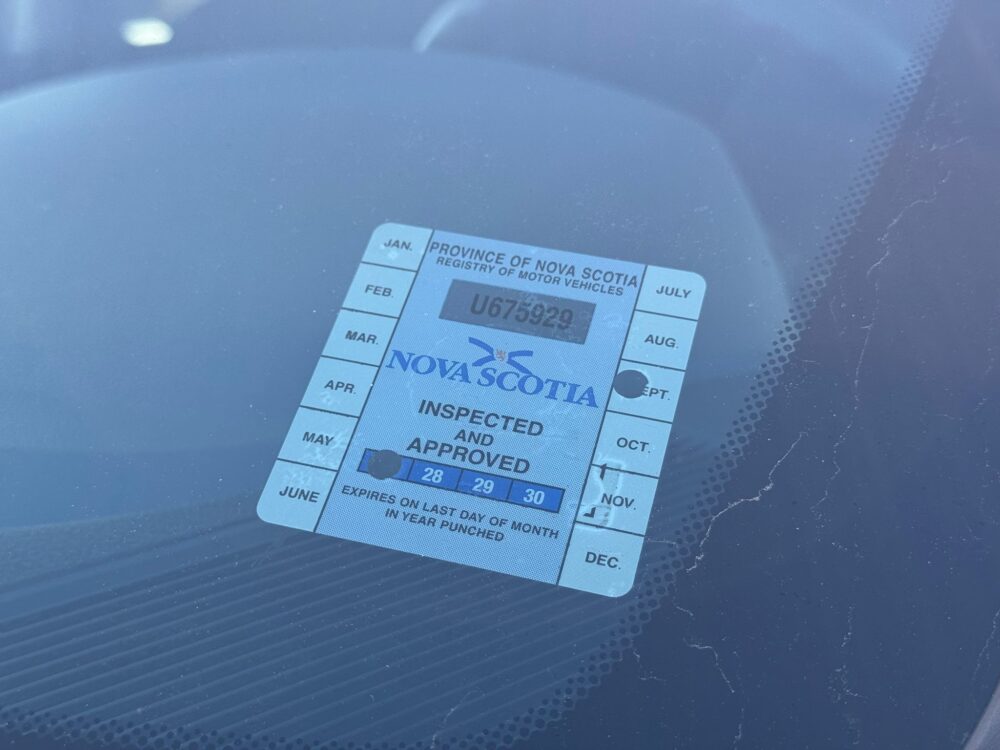 JAN.
FEB.
MAR.
APR.
MAY
JUNE
PROVINCE OF NOVA SCOTIA
REGISTRY OF MOTOR VEHICLES
U675929
NOVA SCOTIA
INSPECTED
AND
APPROVED
28 29 30
EXPIRES ON LAST DAY OF MONTH
IN YEAR PUNCHED
JULY
AUG.
EPT.
OCT.
NOV.
DEC.